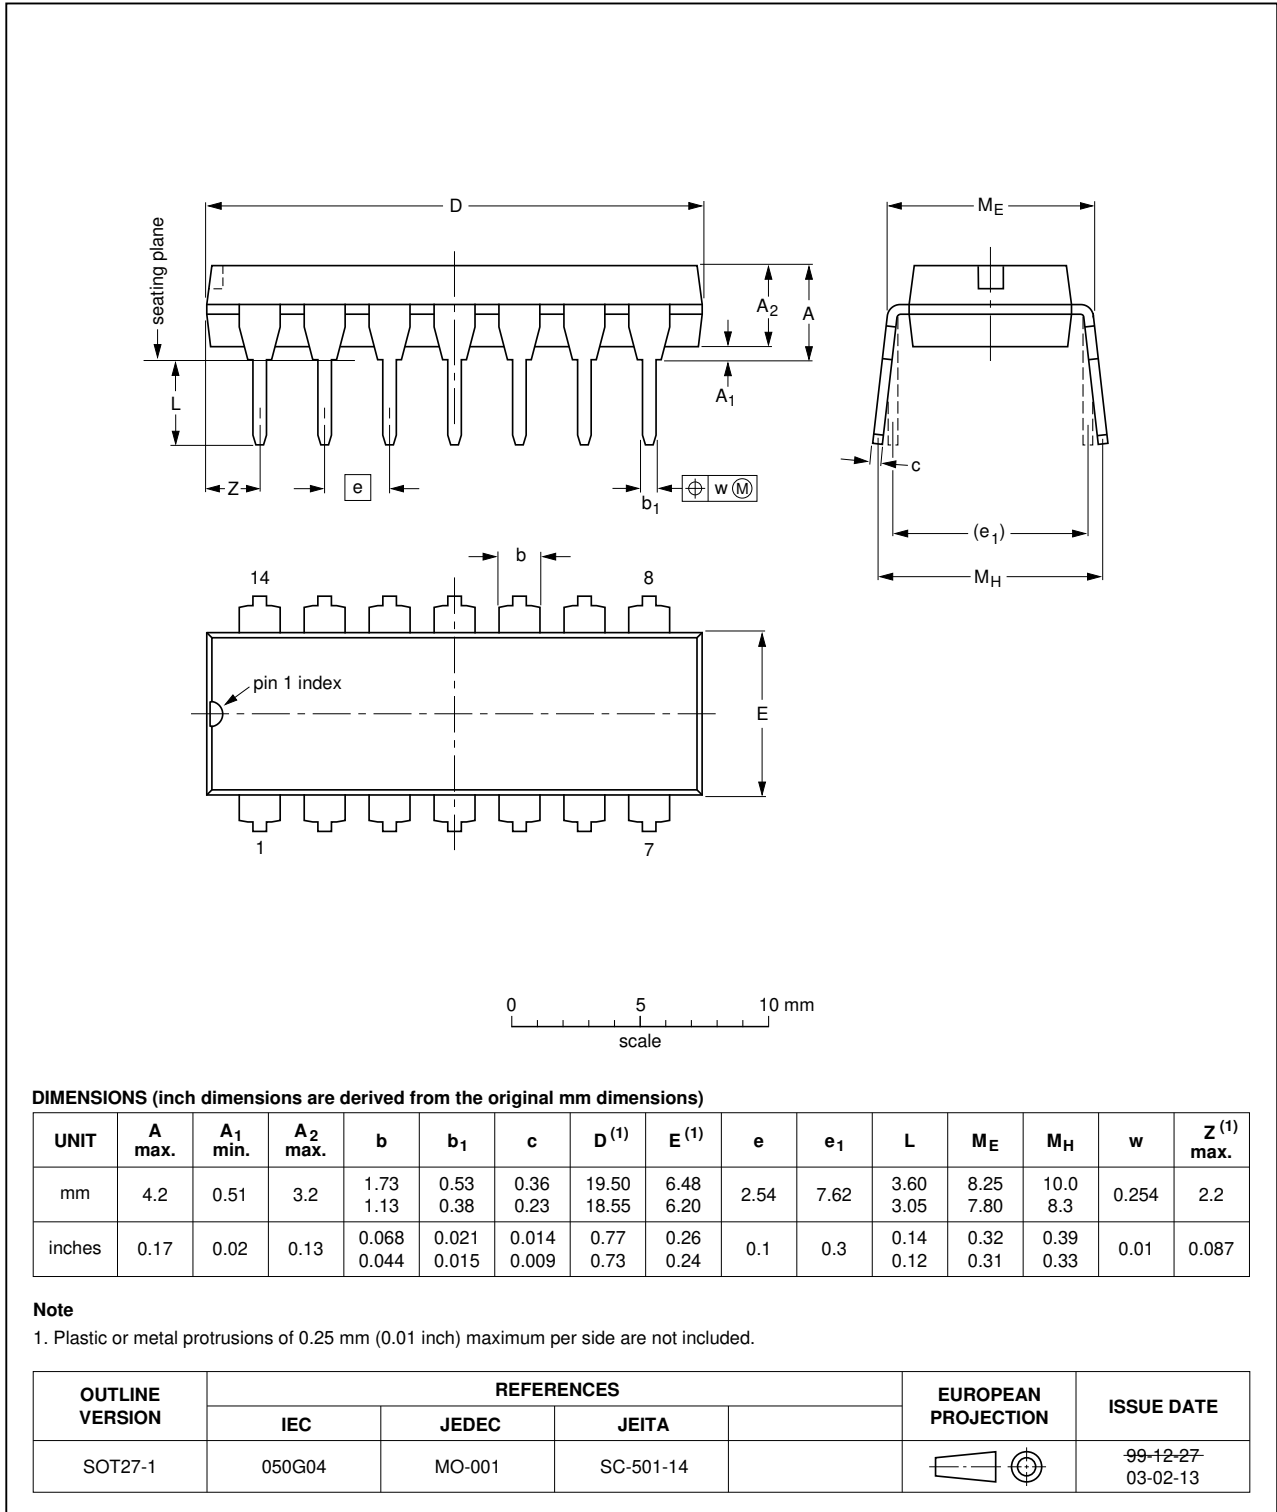 D
M_E
seating plane
A_2
A
A_1
L
Z
e
b_1
w M
c
(e_1)
M_H
b
14
8
pin 1 index
E
1
7
0 5 10 mm
scale
DIMENSIONS (inch dimensions are derived from the original mm dimensions)
UNIT A max. A1 min. A2 max. b b1 c D (1) E (1) e e1 L ME MH w Z (1) max.
mm 4.2 0.51 3.2 1.73 1.13 0.53 0.38 0.36 0.23 19.50 18.55 6.48 6.20 2.54 7.62 3.60 3.05 8.25 7.80 10.0 8.3 0.254 2.2
inches 0.17 0.02 0.13 0.068 0.044 0.021 0.015 0.014 0.009 0.77 0.73 0.26 0.24 0.1 0.3 0.14 0.12 0.32 0.31 0.39 0.33 0.01 0.087
Note
1. Plastic or metal protrusions of 0.25 mm (0.01 inch) maximum per side are not included.
OUTLINE VERSION REFERENCES EUROPEAN PROJECTION ISSUE DATE
IEC JEDEC JEITA
SOT27-1 050G04 MO-001 SC-501-14 99-12-27
03-02-13